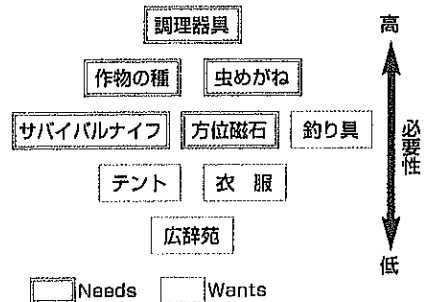 調理器具
高
作物の種 虫めがね
サバイバルナイフ 方位磁石 釣り具
必要性
テント 衣 服
広辞苑
低
Needs Wants